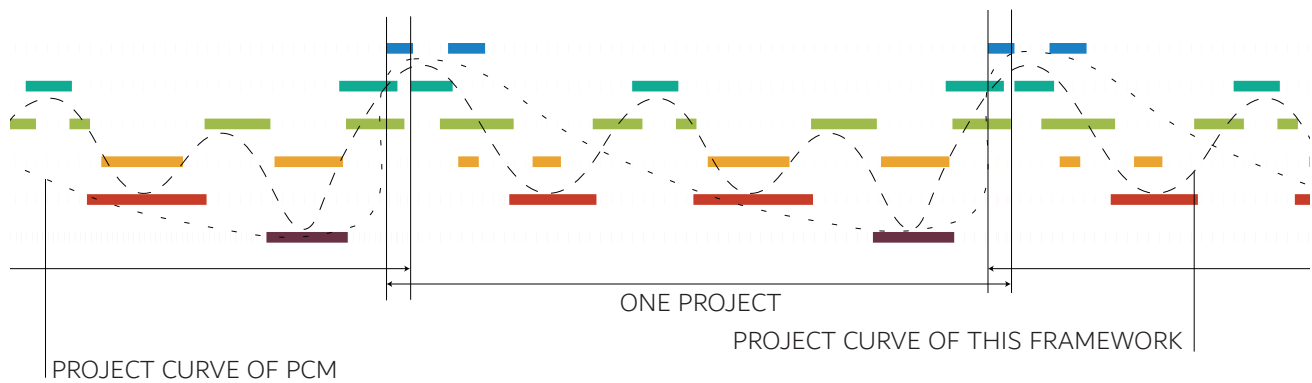 ONE PROJECT
PROJECT CURVE OF THIS FRAMEWORK
PROJECT CURVE OF PCM